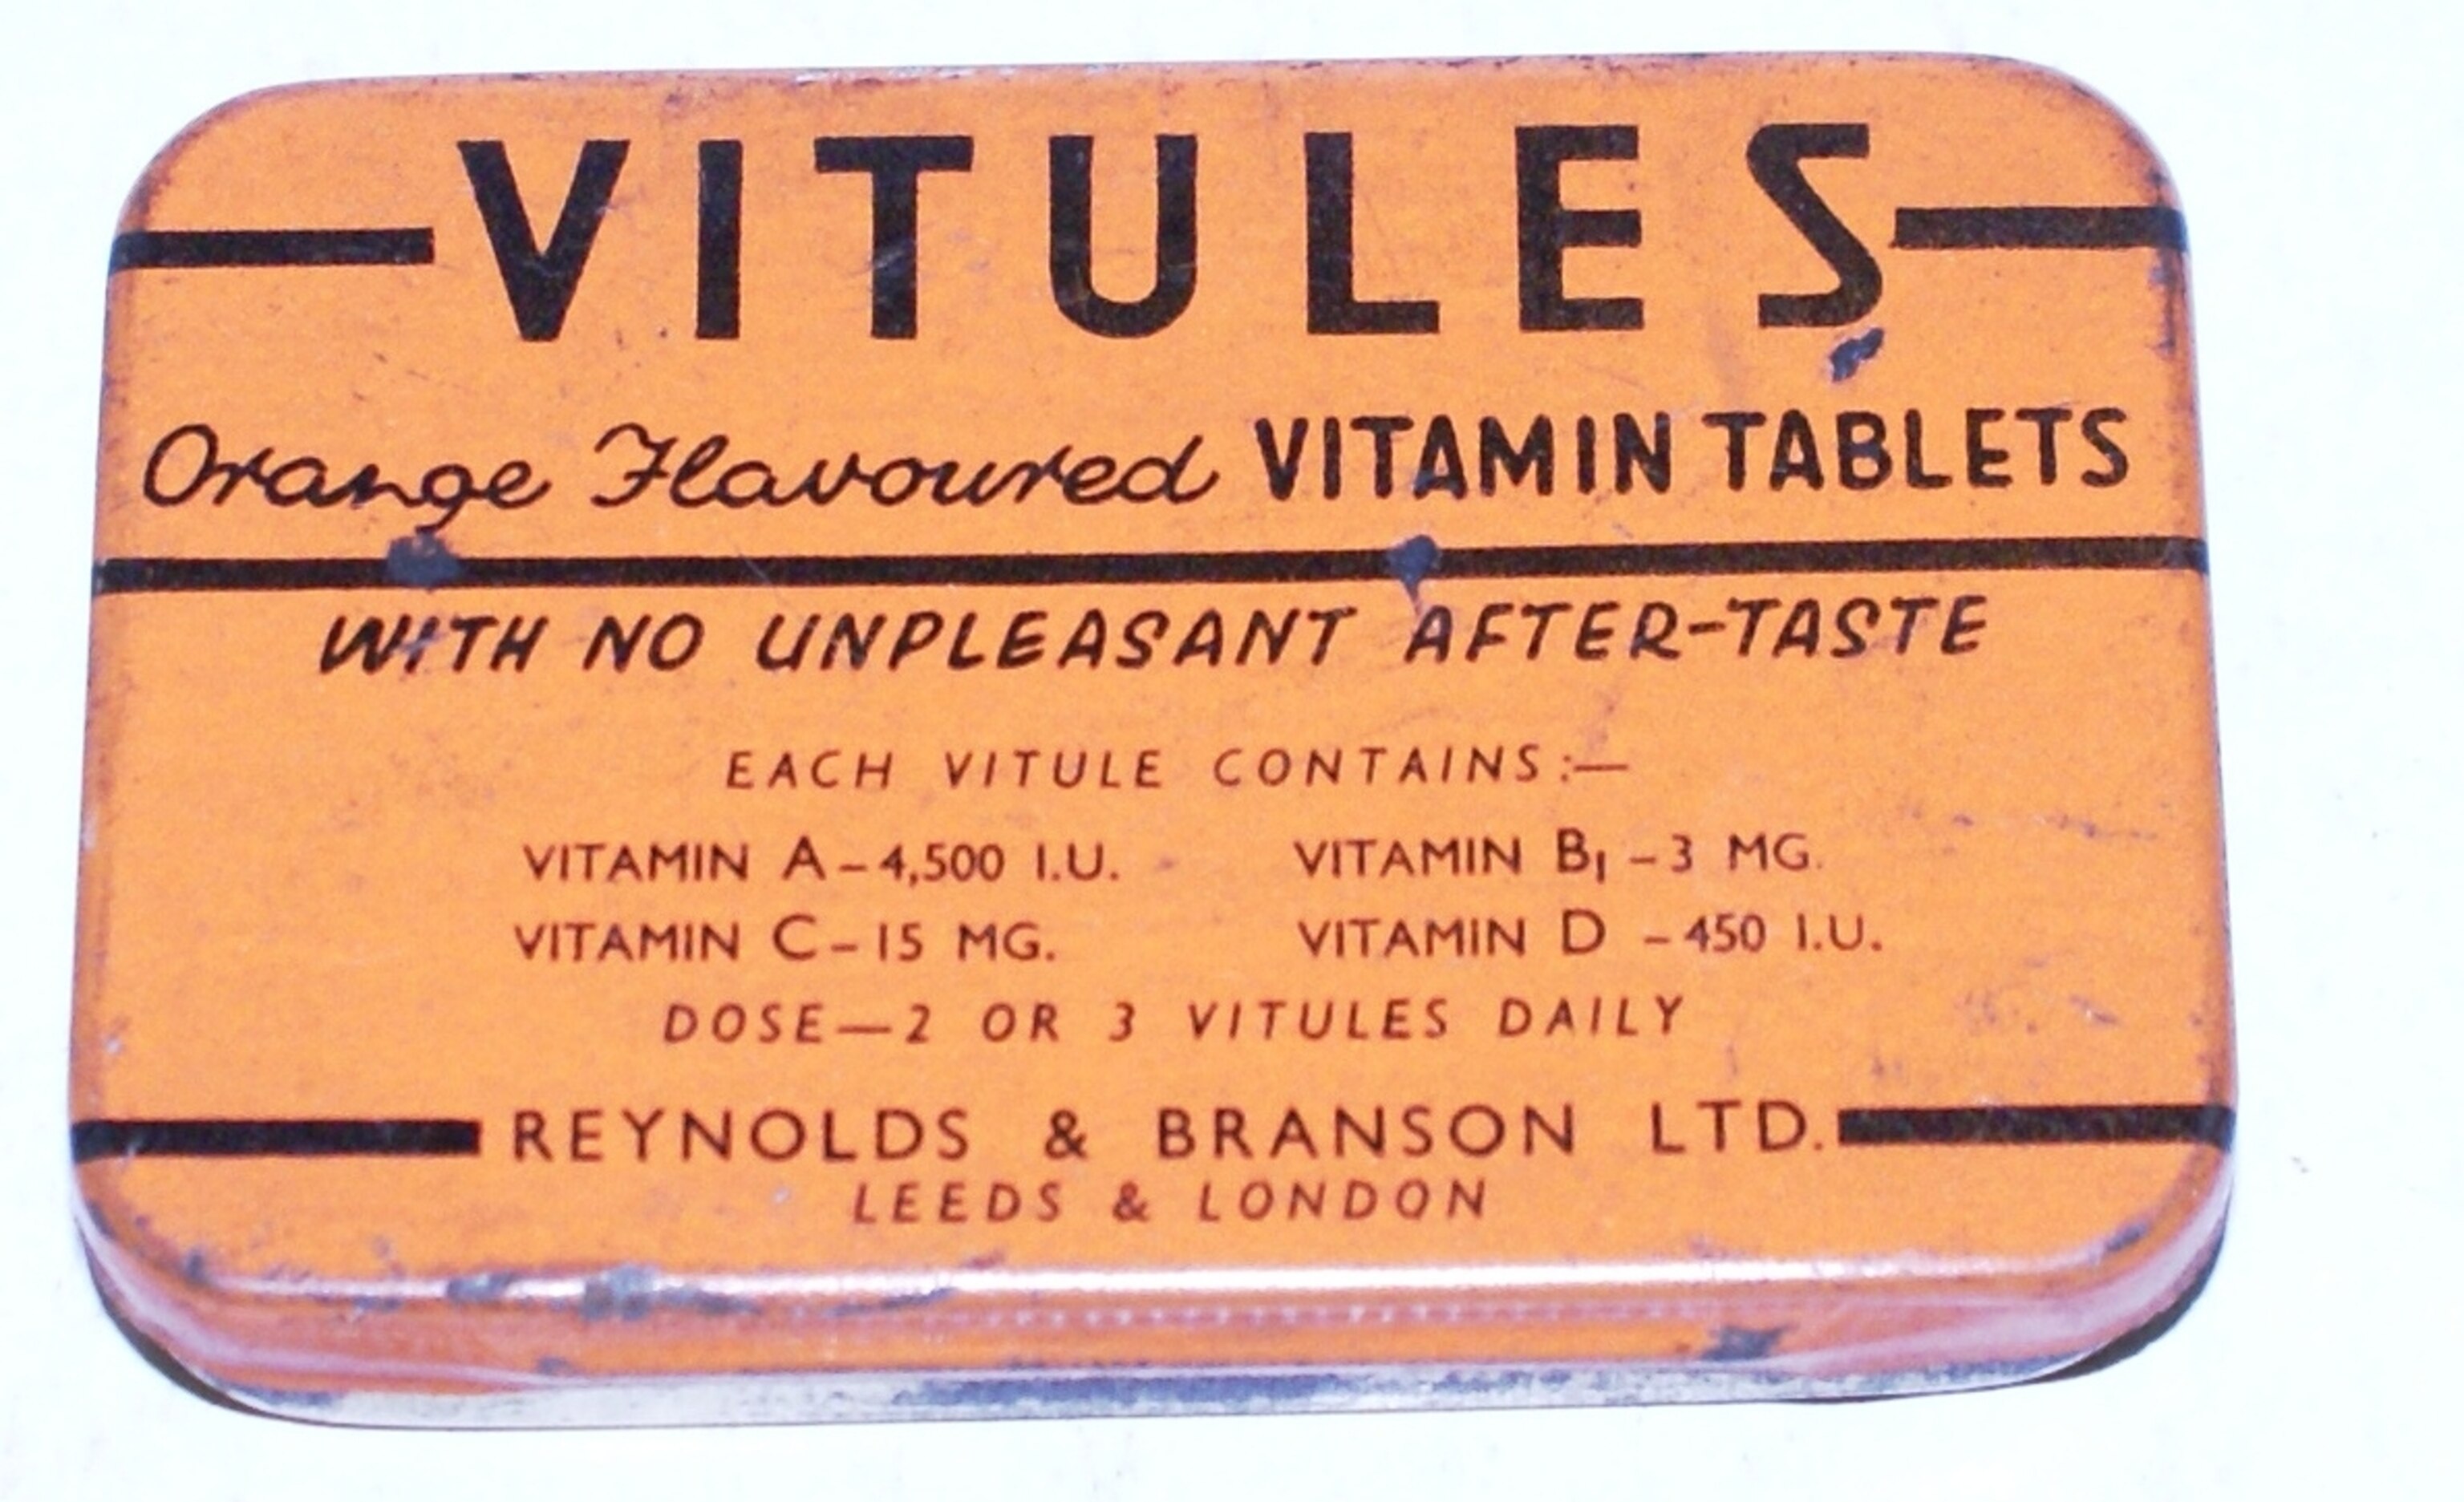 VITULES
Orange Flavoured VITAMIN TABLETS
WITH NO UNPLEASANT AFTER-TASTE
EACH VITULE CONTAINS:—
VITAMIN A – 4,500 I.U. VITAMIN B₁ – 3 MG.
VITAMIN C – 15 MG. VITAMIN D – 450 I.U.
DOSE—2 OR 3 VITULES DAILY
REYNOLDS & BRANSON LTD.
LEEDS & LONDON